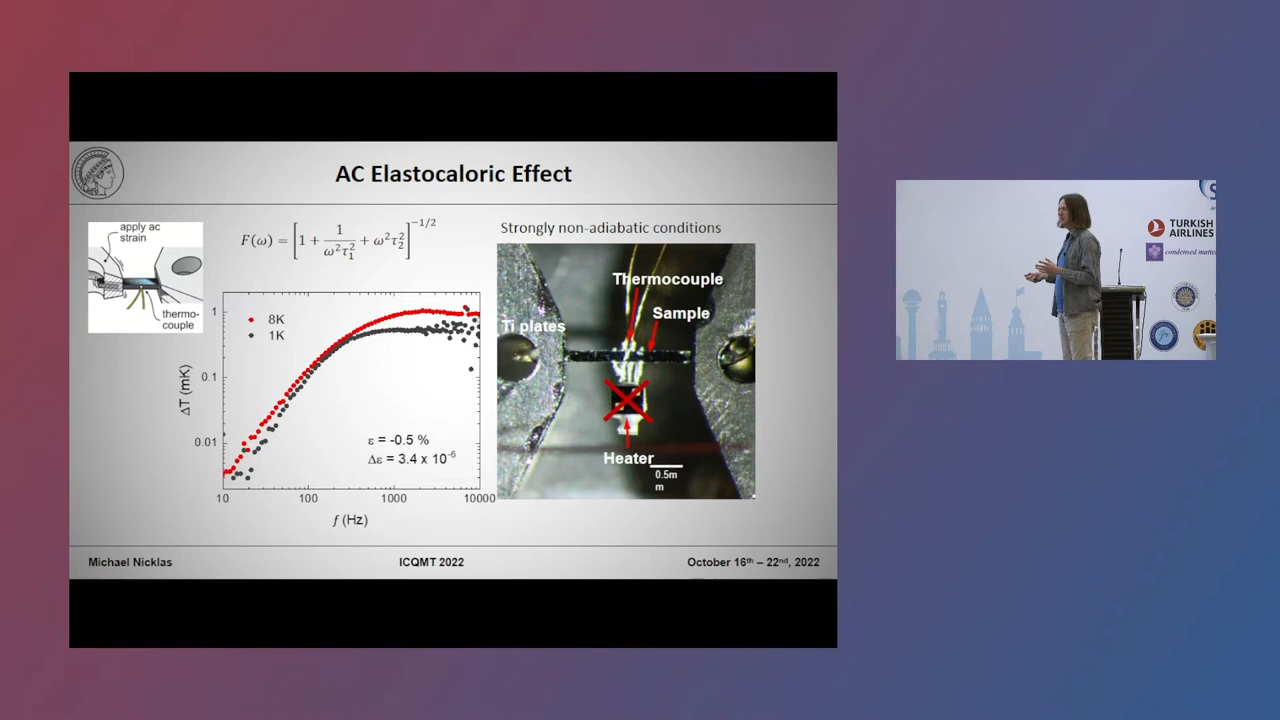 AC Elastocaloric Effect
apply ac
strain
thermo-
couple
F(ω) = [1 + 1/(ω²τ₁²) + ω²τ₂²]^(−1/2)
Strongly non-adiabatic conditions
ΔT (mK)
1
0.1
0.01
8K
1K
ε = -0.5 %
Δε = 3.4 x 10⁻⁶
10
100
1000
10000
f (Hz)
Thermocouple
Sample
Ti plates
Heater
0.5m
m
Michael Nicklas
ICQMT 2022
October 16th – 22nd, 2022
TURKISH
AIRLINES
condensed matte